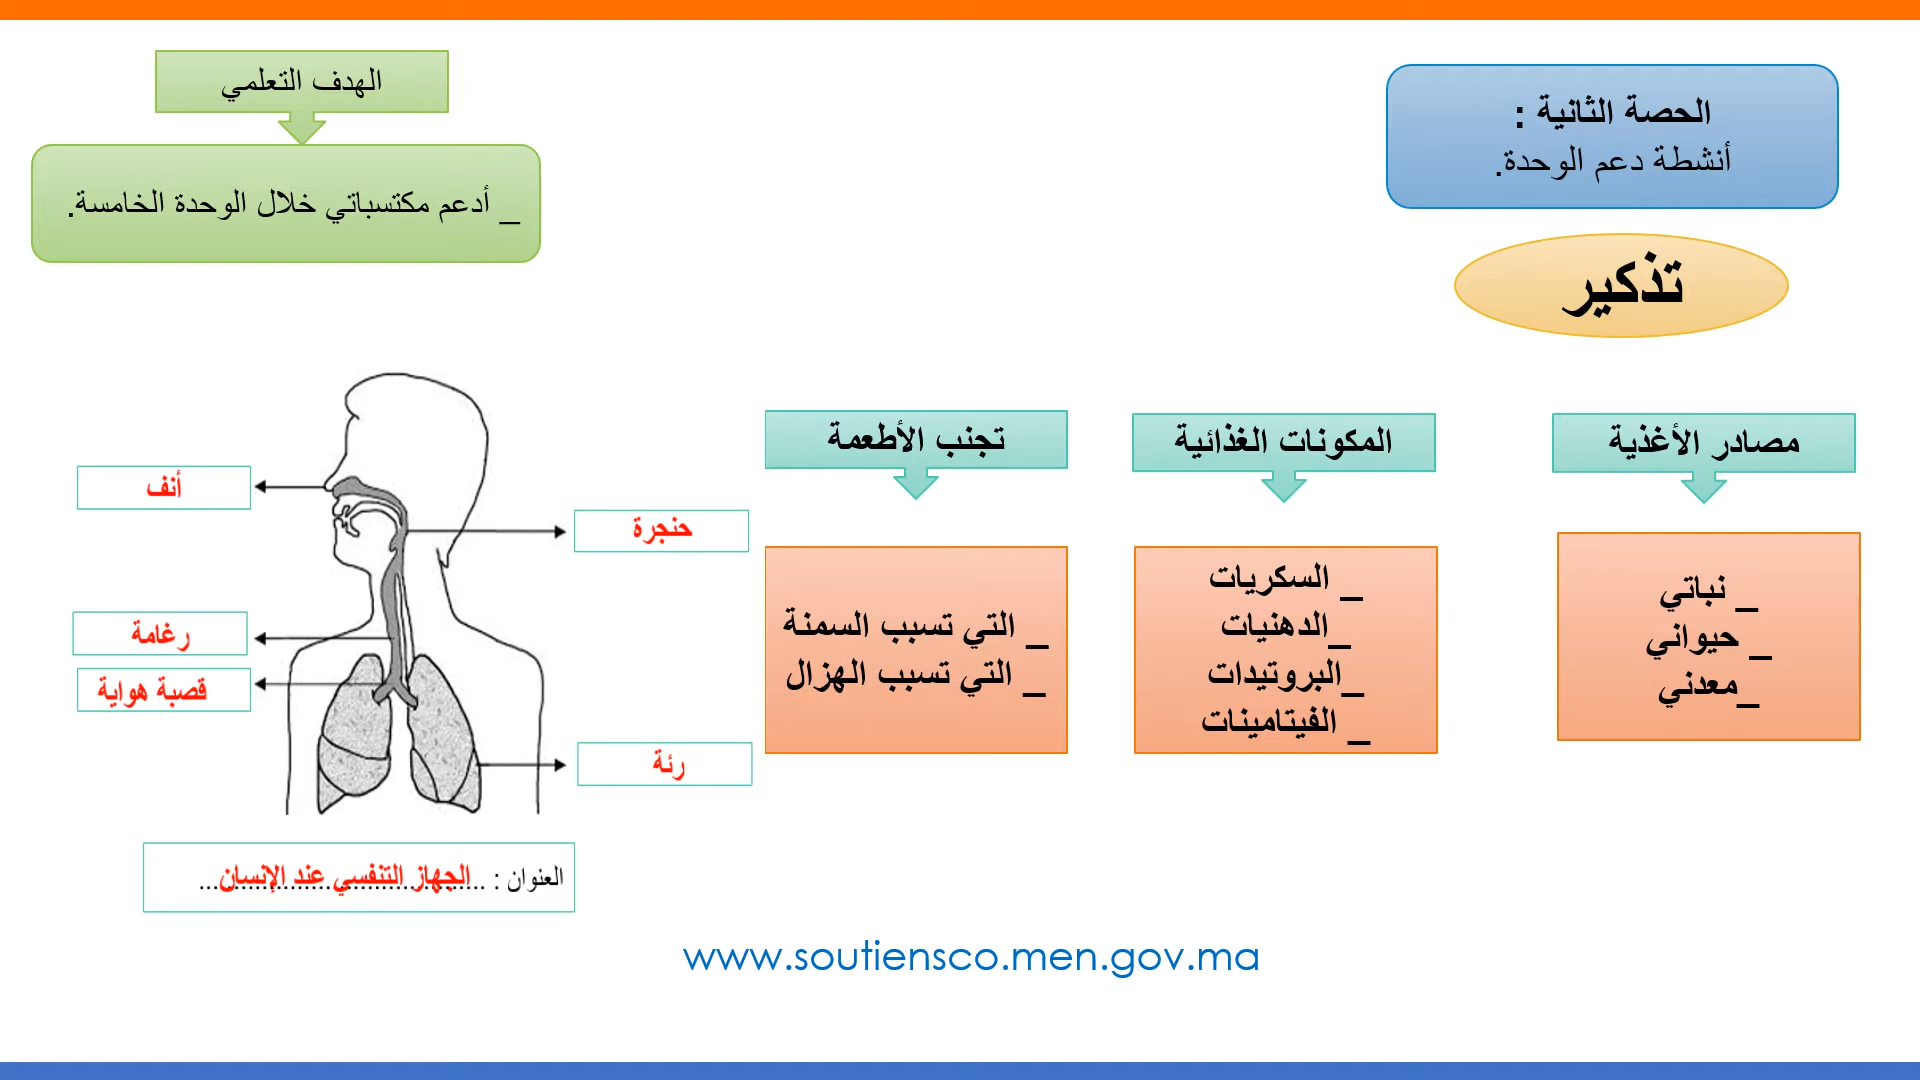 الحصة الثانية :
أنشطة دعم الوحدة.
الهدف التعلمي
_ أدعم مكتسباتي خلال الوحدة الخامسة.
تذكير
مصادر الأغذية
_ نباتي
_ حيواني
_معدني
المكونات الغذائية
_ السكريات
_الدهنيات
_البروتيدات
_ الفيتامينات
تجنب الأطعمة
_ التي تسبب السمنة
_ التي تسبب الهزال
أنف
حنجرة
رغامة
قصبة هواية
رئة
العنوان : ..الجهاز التنفسي عند الإنسان...
www.soutiensco.men.gov.ma